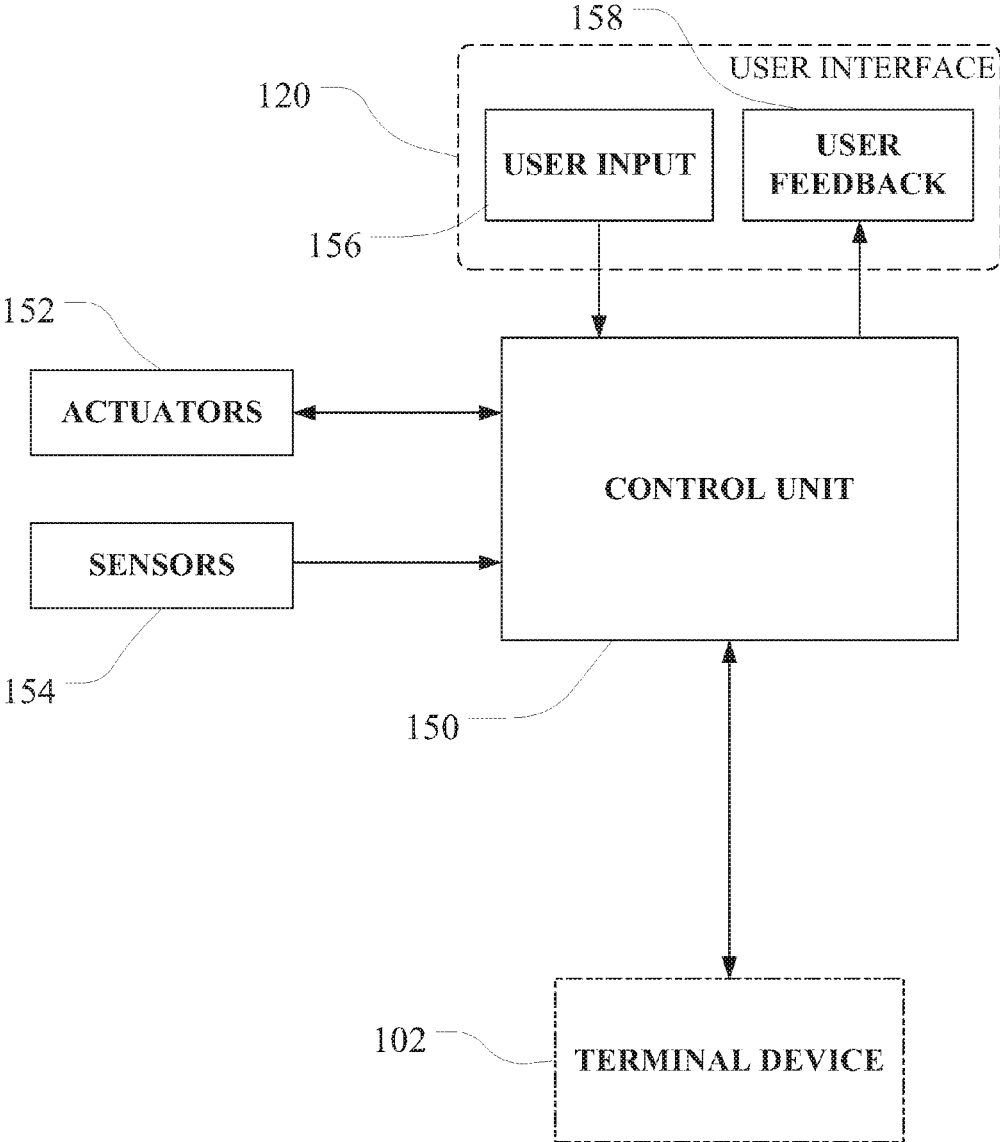 158
USER INTERFACE
120
USER INPUT
USER
FEEDBACK
156
152
ACTUATORS
CONTROL UNIT
SENSORS
154
150
102
TERMINAL DEVICE